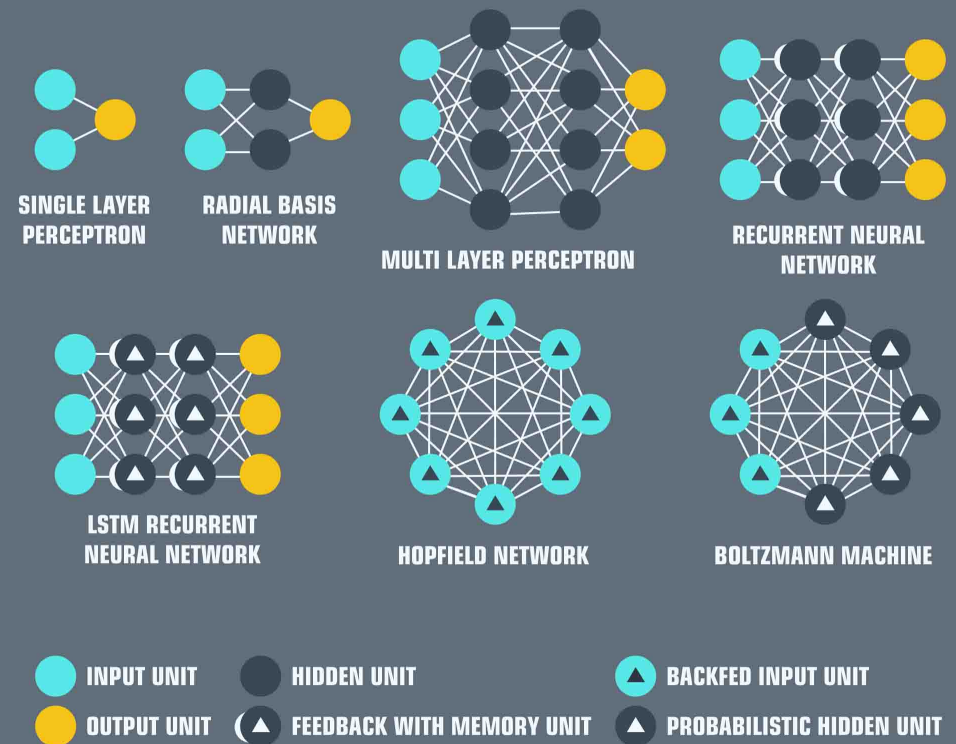 SINGLE LAYER
PERCEPTRON
RADIAL BASIS
NETWORK
MULTI LAYER PERCEPTRON
RECURRENT NEURAL
NETWORK
LSTM RECURRENT
NEURAL NETWORK
HOPFIELD NETWORK
BOLTZMANN MACHINE
INPUT UNIT
HIDDEN UNIT
BACKFED INPUT UNIT
OUTPUT UNIT
FEEDBACK WITH MEMORY UNIT
PROBABILISTIC HIDDEN UNIT